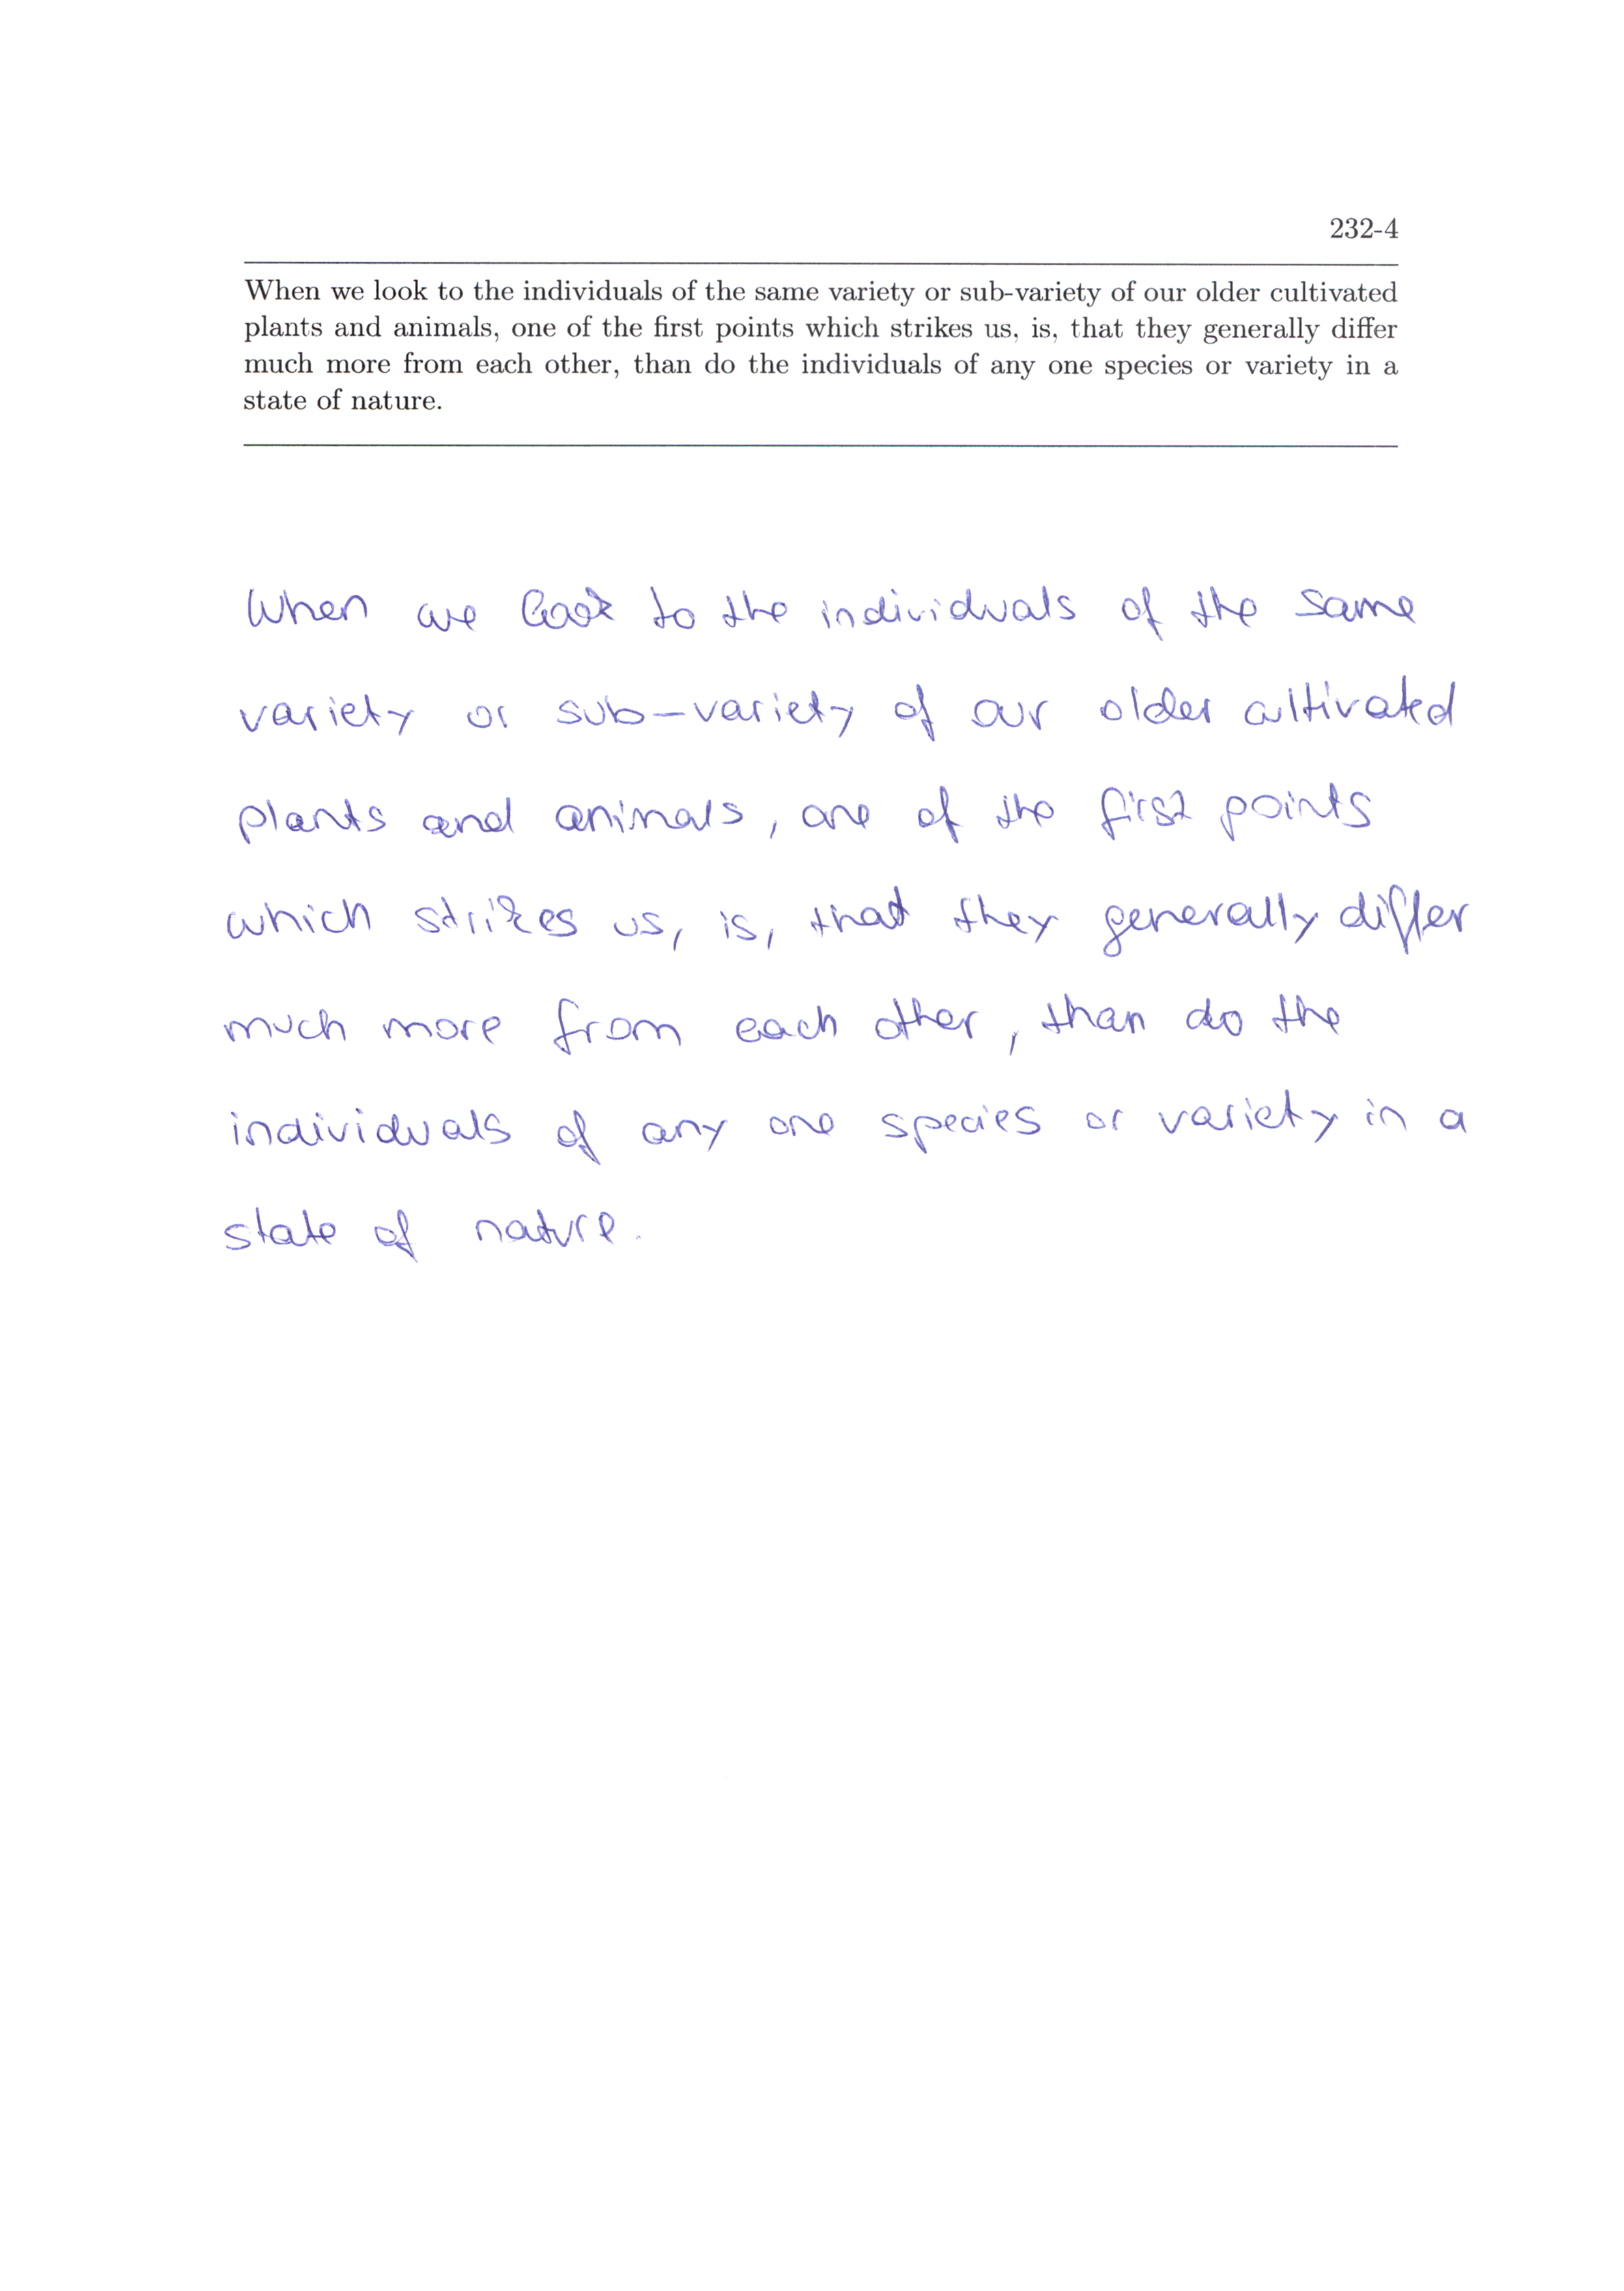 232-4
When we look to the individuals of the same variety or sub-variety of our older cultivated
plants and animals, one of the first points which strikes us, is, that they generally differ
much more from each other, than do the individuals of any one species or variety in a
state of nature.
When we look to the individuals of the same
variety or sub-variety of our older cultivated
plants and animals, one of the first points
which strikes us, is, that they generally differ
much more from each other, than do the
individuals of any one species or variety in a
state of nature.